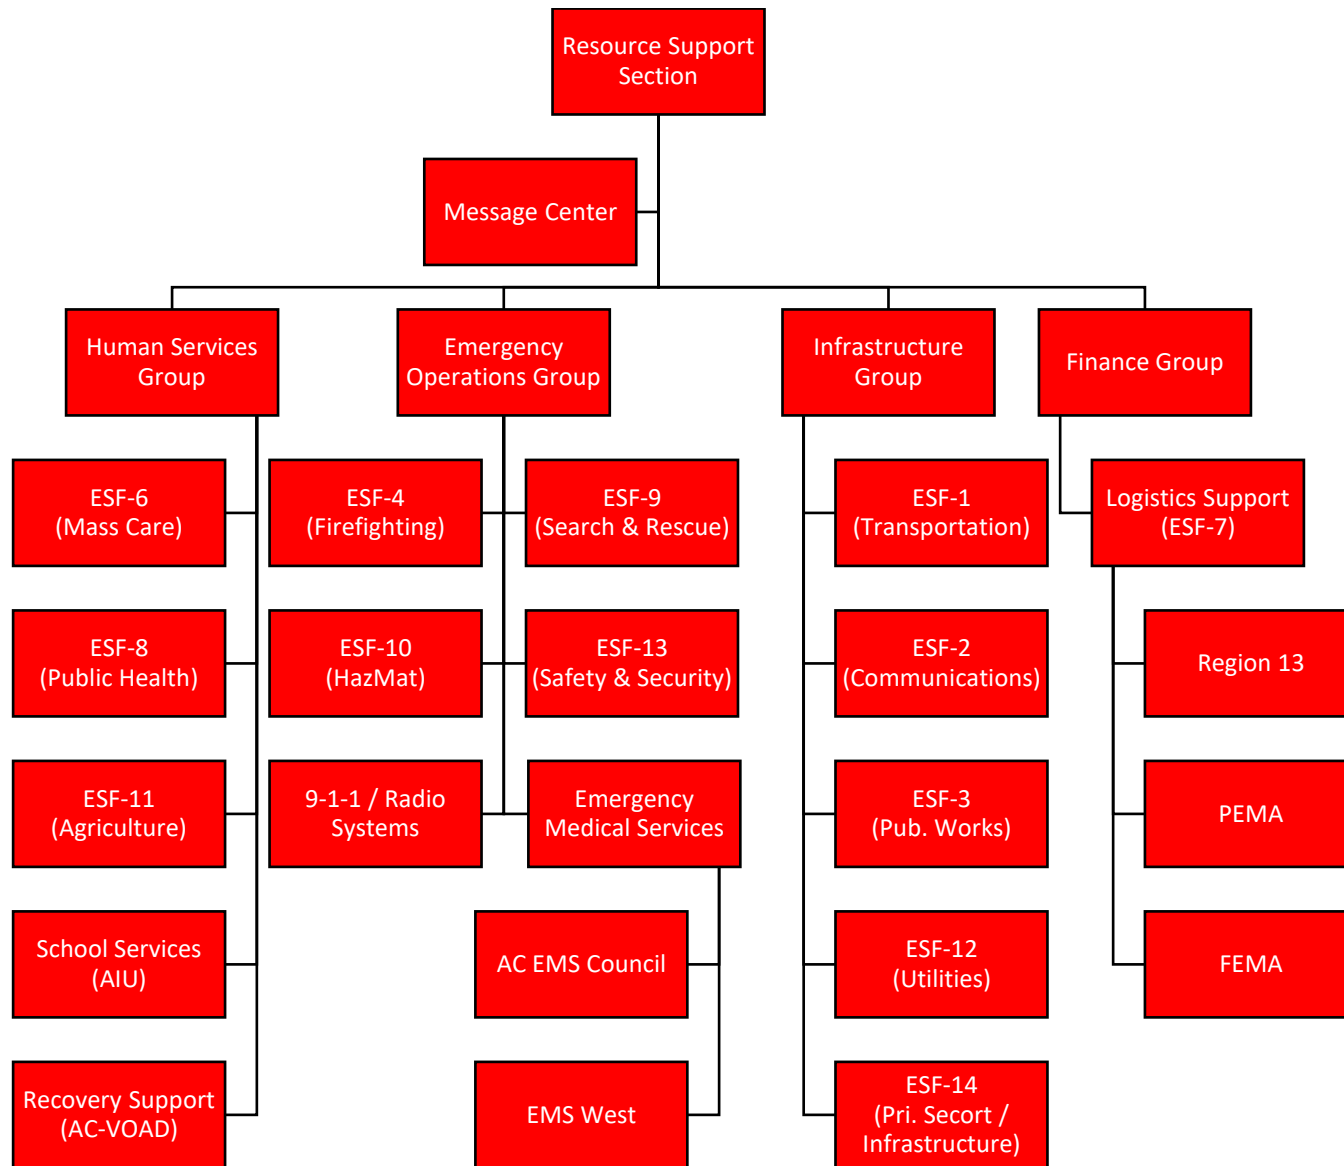 Resource Support
Section
Message Center
Human Services
Group
Emergency
Operations Group
Infrastructure
Group
Finance Group
ESF-6
(Mass Care)
ESF-4
(Firefighting)
ESF-9
(Search & Rescue)
ESF-1
(Transportation)
Logistics Support
(ESF-7)
ESF-8
(Public Health)
ESF-10
(HazMat)
ESF-13
(Safety & Security)
ESF-2
(Communications)
Region 13
ESF-11
(Agriculture)
9-1-1 / Radio
Systems
Emergency
Medical Services
ESF-3
(Pub. Works)
PEMA
School Services
(AIU)
AC EMS Council
ESF-12
(Utilities)
FEMA
Recovery Support
(AC-VOAD)
EMS West
ESF-14
(Pri. Secort /
Infrastructure)